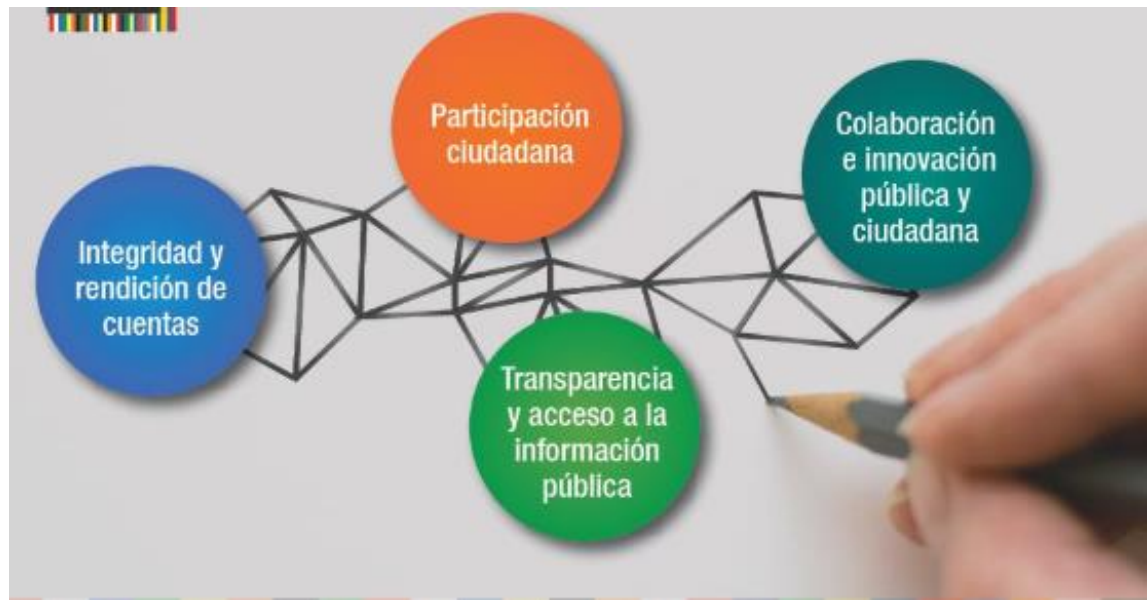 Participación
ciudadana
Colaboración
e innovación
pública y
ciudadana
Integridad y
rendición de
cuentas
Transparencia
y acceso a la
información
pública